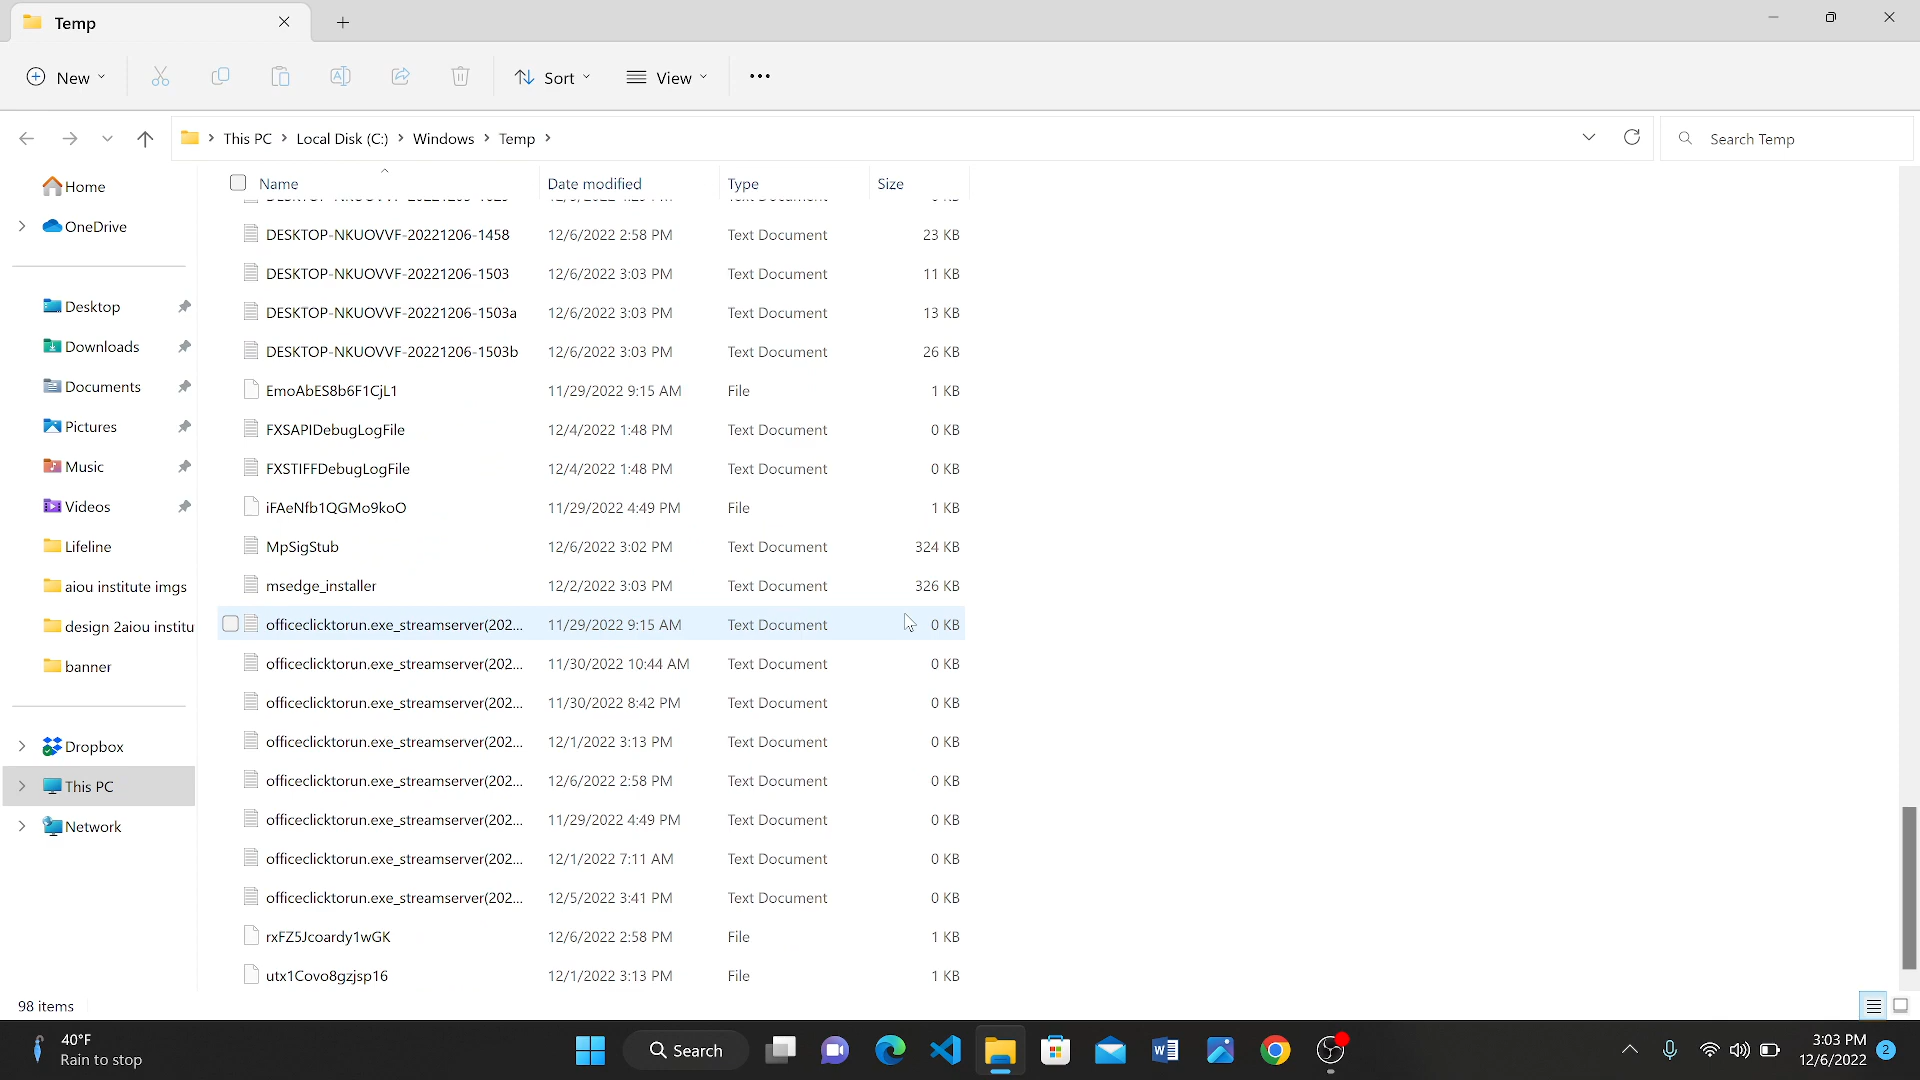 Temp
New
Sort
View
This PC > Local Disk (C:) > Windows > Temp >
Search Temp
Name Date modified Type Size
Home
OneDrive
Desktop
Downloads
Documents
Pictures
Music
Videos
Lifeline
aiou institute imgs
design 2aiou institu
banner
Dropbox
This PC
Network
DESKTOP-NKUOVVF-20221206-1458 12/6/2022 2:58 PM Text Document 23 KB
DESKTOP-NKUOVVF-20221206-1503 12/6/2022 3:03 PM Text Document 11 KB
DESKTOP-NKUOVVF-20221206-1503a 12/6/2022 3:03 PM Text Document 13 KB
DESKTOP-NKUOVVF-20221206-1503b 12/6/2022 3:03 PM Text Document 26 KB
EmoAbES8b6F1CjL1 11/29/2022 9:15 AM File 1 KB
FXSAPIDebugLogFile 12/4/2022 1:48 PM Text Document 0 KB
FXSTIFFDebugLogFile 12/4/2022 1:48 PM Text Document 0 KB
iFAeNfb1QGMo9koO 11/29/2022 4:49 PM File 1 KB
MpSigStub 12/6/2022 3:02 PM Text Document 324 KB
msedge_installer 12/2/2022 3:03 PM Text Document 326 KB
officeclicktorun.exe_streamserver(202... 11/29/2022 9:15 AM Text Document 0 KB
officeclicktorun.exe_streamserver(202... 11/30/2022 10:44 AM Text Document 0 KB
officeclicktorun.exe_streamserver(202... 11/30/2022 8:42 PM Text Document 0 KB
officeclicktorun.exe_streamserver(202... 12/1/2022 3:13 PM Text Document 0 KB
officeclicktorun.exe_streamserver(202... 12/6/2022 2:58 PM Text Document 0 KB
officeclicktorun.exe_streamserver(202... 11/29/2022 4:49 PM Text Document 0 KB
officeclicktorun.exe_streamserver(202... 12/1/2022 7:11 AM Text Document 0 KB
officeclicktorun.exe_streamserver(202... 12/5/2022 3:41 PM Text Document 0 KB
rxFZ5Jcoardy1wGK 12/6/2022 2:58 PM File 1 KB
utx1Covo8gzjsp16 12/1/2022 3:13 PM File 1 KB
98 items
40°F
Rain to stop
Search
3:03 PM
12/6/2022
2